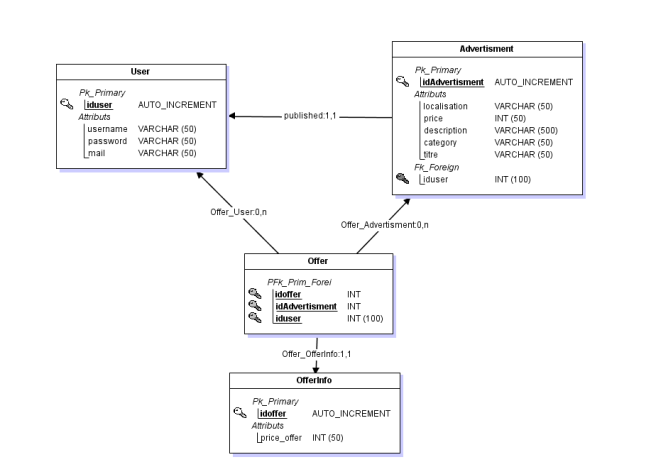 User
Pk_Primary
iduser AUTO_INCREMENT
Attributs
username VARCHAR (50)
password VARCHAR (50)
mail VARCHAR (50)
published:1,1
Advertisment
Pk_Primary
idAdvertisment AUTO_INCREMENT
Attributs
localisation VARCHAR (50)
price INT (50)
description VARCHAR (500)
category VARCHAR (50)
titre VARCHAR (50)
Fk_Foreign
iduser INT (100)
Offer_User:0,n
Offer_Advertisment:0,n
Offer
PFk_Prim_Forei
idoffer INT
idAdvertisment INT
iduser INT (100)
Offer_OfferInfo:1,1
OfferInfo
Pk_Primary
idoffer AUTO_INCREMENT
Attributs
price_offer INT (50)